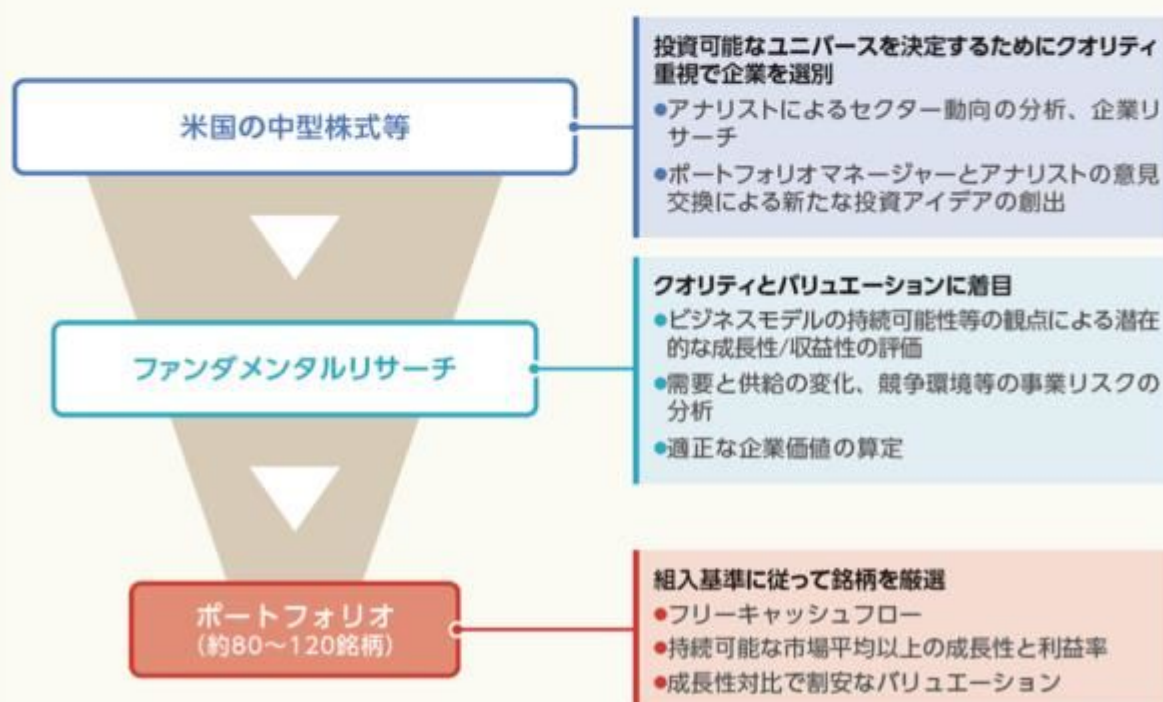 米国の中型株式等
投資可能なユニバースを決定するためにクオリティ
重視で企業を選別
●アナリストによるセクター動向の分析、企業リ
サーチ
●ポートフォリオマネージャーとアナリストの意見
交換による新たな投資アイデアの創出
ファンダメンタルリサーチ
クオリティとバリュエーションに着目
●ビジネスモデルの持続可能性等の観点による潜在
的な成長性/収益性の評価
●需要と供給の変化、競争環境等の事業リスクの
分析
●適正な企業価値の算定
ポートフォリオ
(約80～120銘柄)
組入基準に従って銘柄を厳選
●フリーキャッシュフロー
●持続可能な市場平均以上の成長性と利益率
●成長性対比で割安なバリュエーション